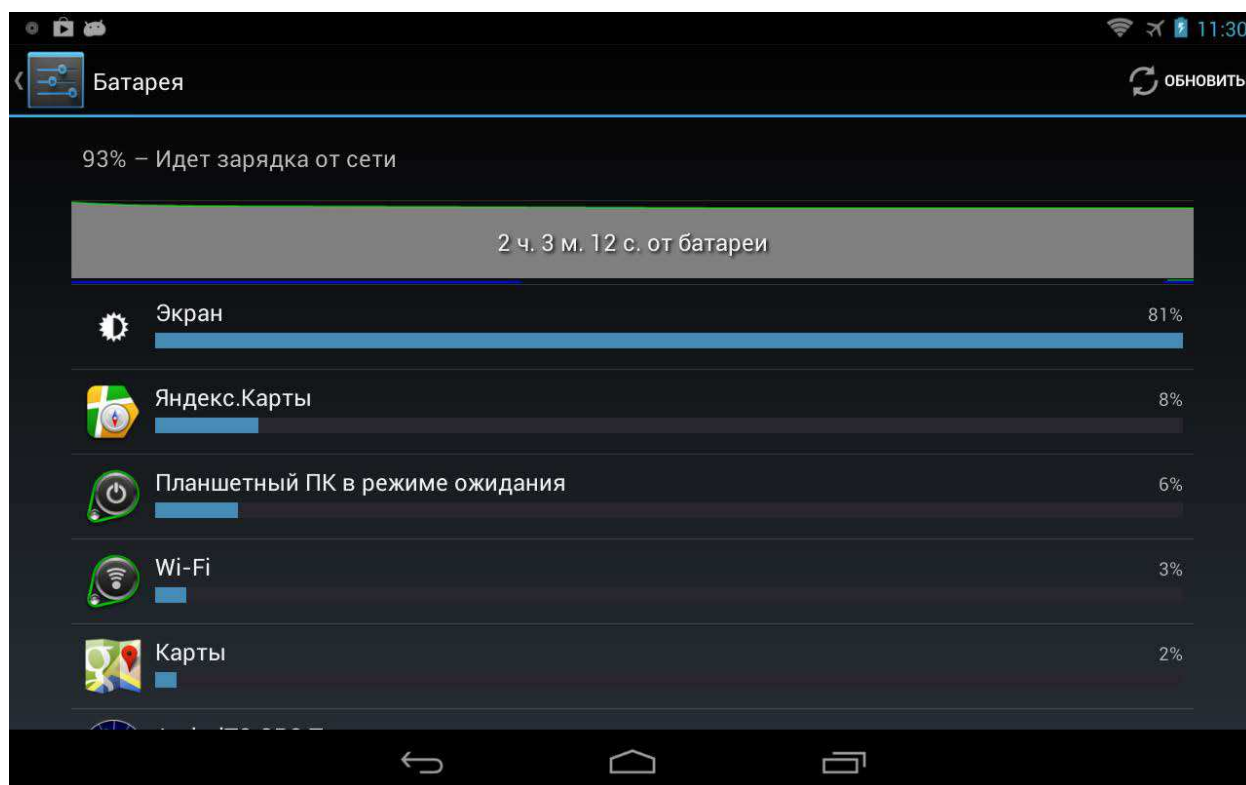 11:30
Батарея
ОБНОВИТЬ
93% – Идет зарядка от сети
2 ч. 3 м. 12 с. от батареи
Экран 81%
Яндекс.Карты 8%
Планшетный ПК в режиме ожидания 6%
Wi-Fi 3%
Карты 2%